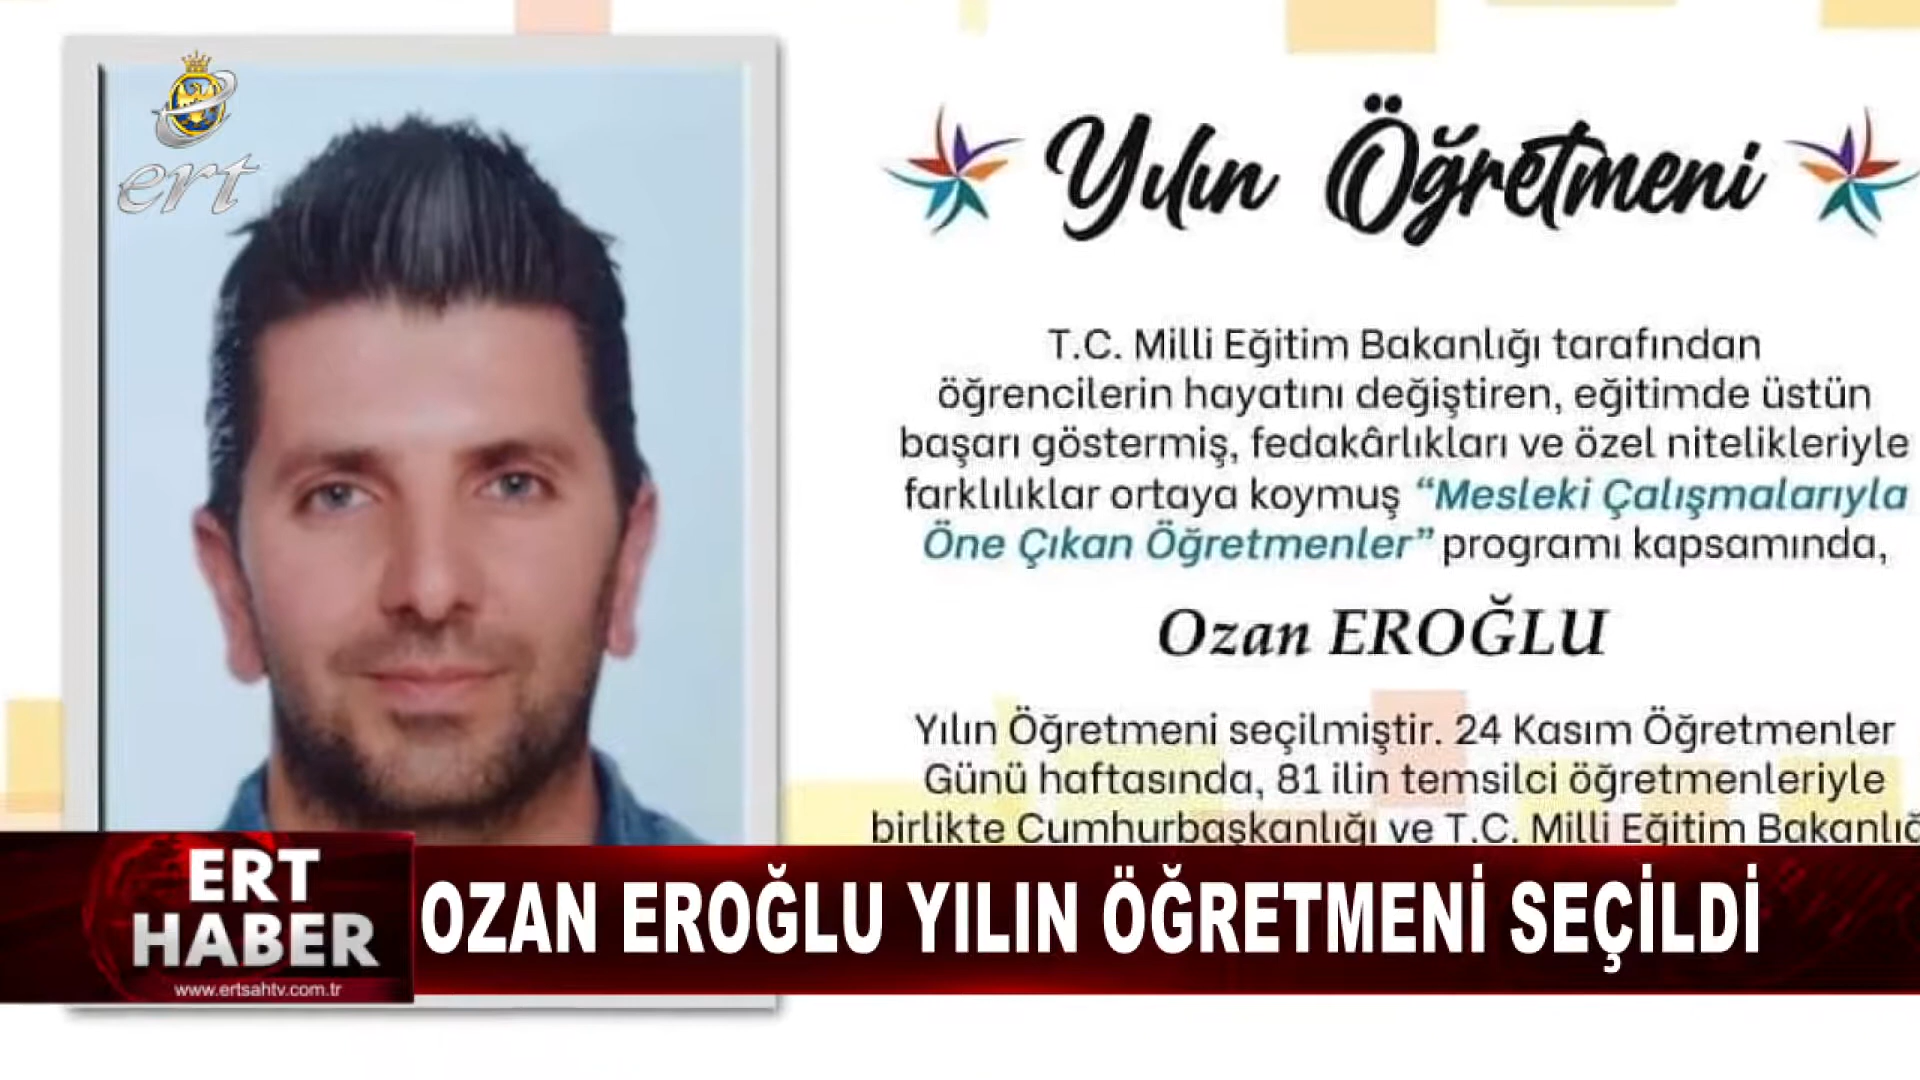 ert
Yılın Öğretmeni
T.C. Milli Eğitim Bakanlığı tarafından
öğrencilerin hayatını değiştiren, eğitimde üstün
başarı göstermiş, fedakârlıkları ve özel nitelikleriyle
farklılıklar ortaya koymuş “Mesleki Çalışmalarıyla
Öne Çıkan Öğretmenler” programı kapsamında,
Ozan EROĞLU
Yılın Öğretmeni seçilmiştir. 24 Kasım Öğretmenler
Günü haftasında, 81 ilin temsilci öğretmenleriyle
birlikte Cumhurbaşkanlığı ve T.C. Milli Eğitim Bakanlığ
ERT
HABER
www.ertsahtv.com.tr
OZAN EROĞLU YILIN ÖĞRETMENİ SEÇİLDİ